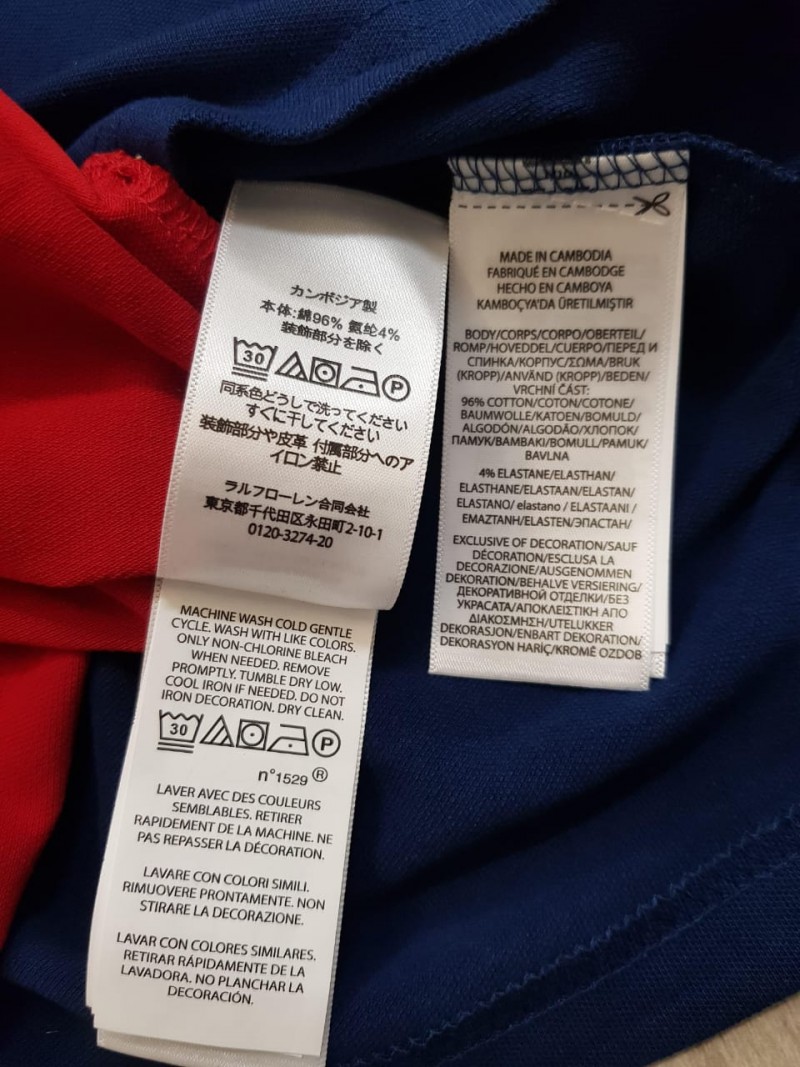 カンボジア製
本体:綿96% 氨纶4%
装飾部分を除く
30 P
同系色どうしで洗ってください
すぐに干してください
装飾部分や皮革 付属部分へのア
イロン禁止
ラルフローレン合同会社
東京都千代田区永田町2-10-1
0120-3274-20
MACHINE WASH COLD GENTLE
CYCLE. WASH WITH LIKE COLORS.
ONLY NON-CHLORINE BLEACH
WHEN NEEDED. REMOVE
PROMPTLY. TUMBLE DRY LOW.
COOL IRON IF NEEDED. DO NOT
IRON DECORATION. DRY CLEAN.
30 P
n°1529 ®
LAVER AVEC DES COULEURS
SEMBLABLES. RETIRER
RAPIDEMENT DE LA MACHINE. NE
PAS REPASSER LA DÉCORATION.
LAVARE CON COLORI SIMILI.
RIMUOVERE PRONTAMENTE. NON
STIRARE LA DECORAZIONE.
LAVAR CON COLORES SIMILARES.
RETIRAR RÁPIDAMENTE DE LA
LAVADORA. NO PLANCHAR LA
DECORACIÓN.
MADE IN CAMBODIA
FABRIQUÉ EN CAMBODGE
HECHO EN CAMBOYA
KAMBOÇYA'DA ÜRETILMIŞTIR
BODY/CORPS/CORPO/OBERTEIL/
ROMP/HOVEDDEL/CUERPO/ПЕРЕД И
СПИНКА/КОРПУС/ΣΩΜΑ/BRUK
(KROPP)/ANVÄND (KROPP)/BEDEN/
VRCHNÍ ČÁST:
96% COTTON/COTON/COTONE/
BAUMWOLLE/KATOEN/BOMULD/
ALGODÓN/ALGODÃO/ХЛОПОК/
ПАМУК/ΒΑΜΒΑΚΙ/BOMULL/PAMUK/
BAVLNA
4% ELASTANE/ELASTHAN/
ELASTHANE/ELASTAAN/ELASTAN/
ELASTANO/ elastano / ELASTAANI /
ΕΜΑΖΤΑΝΗ/ELASTEN/ЭПАСТАН/
EXCLUSIVE OF DECORATION/SAUF
DÉCORATION/ESCLUSA LA
DECORAZIONE/AUSGENOMMEN
DEKORATION/BEHALVE VERSIERING/
ДЕКОРАТИВНОЙ ОТДЕЛКИ/БЕЗ
УКРАСАТА/ΑΠΟΚΛΕΙΣΤΙΚΗ ΑΠΟ
ΔΙΑΚΟΣΜΗΣΗ/UTELUKKER
DEKORASJON/ENBART DEKORATION/
DEKORASYON HARİÇ/KROMĚ OZDOB